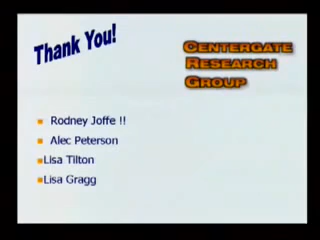 Thank You!
CENTERGATE
RESEARCH
GROUP
Rodney Joffe !!
Alec Peterson
Lisa Tilton
Lisa Gragg